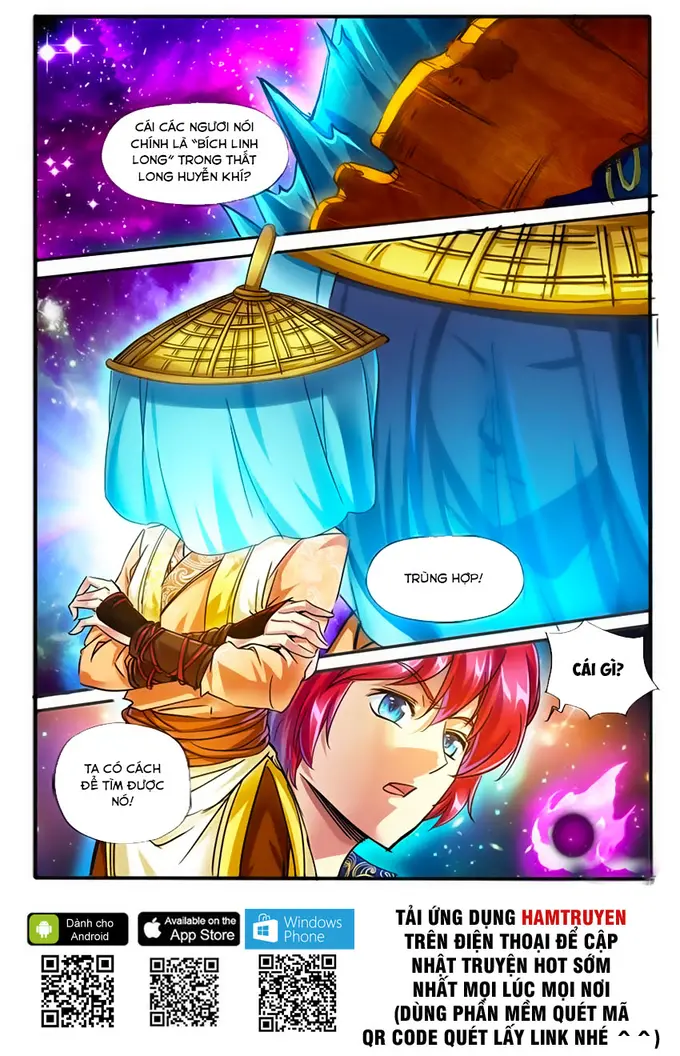 CÁI CÁC NGƯƠI NÓI
CHÍNH LÀ "BÍCH LINH
LONG" TRONG THẤT
LONG HUYỄN KHÍ?
TRÙNG HỢP!
CÁI GÌ?
TA CÓ CÁCH
ĐỂ TÌM ĐƯỢC
NÓ!
Dành cho
Android
Available on the
App Store
Windows
Phone
TẢI ỨNG DỤNG HAMTRUYEN
TRÊN ĐIỆN THOẠI ĐỂ CẬP
NHẬT TRUYỆN HOT SỚM
NHẤT MỌI LÚC MỌI NƠI
(DÙNG PHẦN MỀM QUÉT MÃ
QR CODE QUÉT LẤY LINK NHÉ ^ ^)